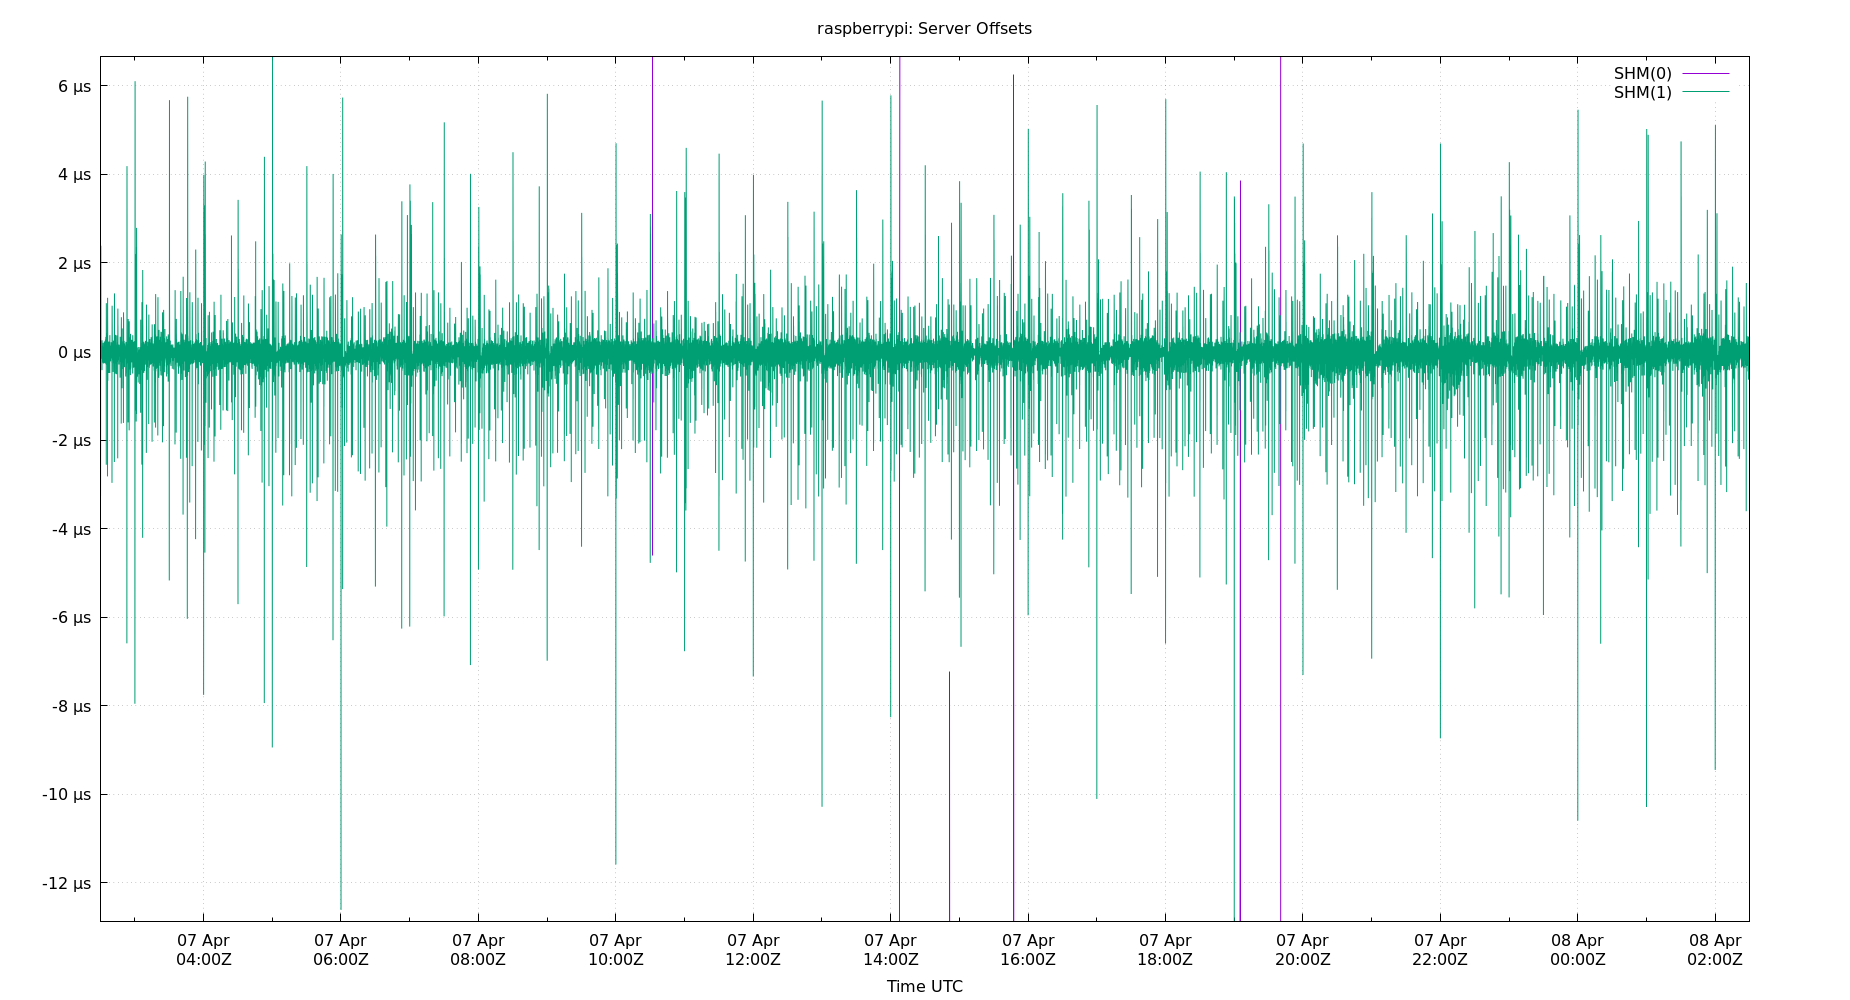 raspberrypi: Server Offsets
SHM(0)
SHM(1)
6 µs
4 µs
2 µs
0 µs
-2 µs
-4 µs
-6 µs
-8 µs
-10 µs
-12 µs
07 Apr 07 Apr 07 Apr 07 Apr 07 Apr 07 Apr 07 Apr 07 Apr 07 Apr 07 Apr 08 Apr 08 Apr
04:00Z 06:00Z 08:00Z 10:00Z 12:00Z 14:00Z 16:00Z 18:00Z 20:00Z 22:00Z 00:00Z 02:00Z
Time UTC